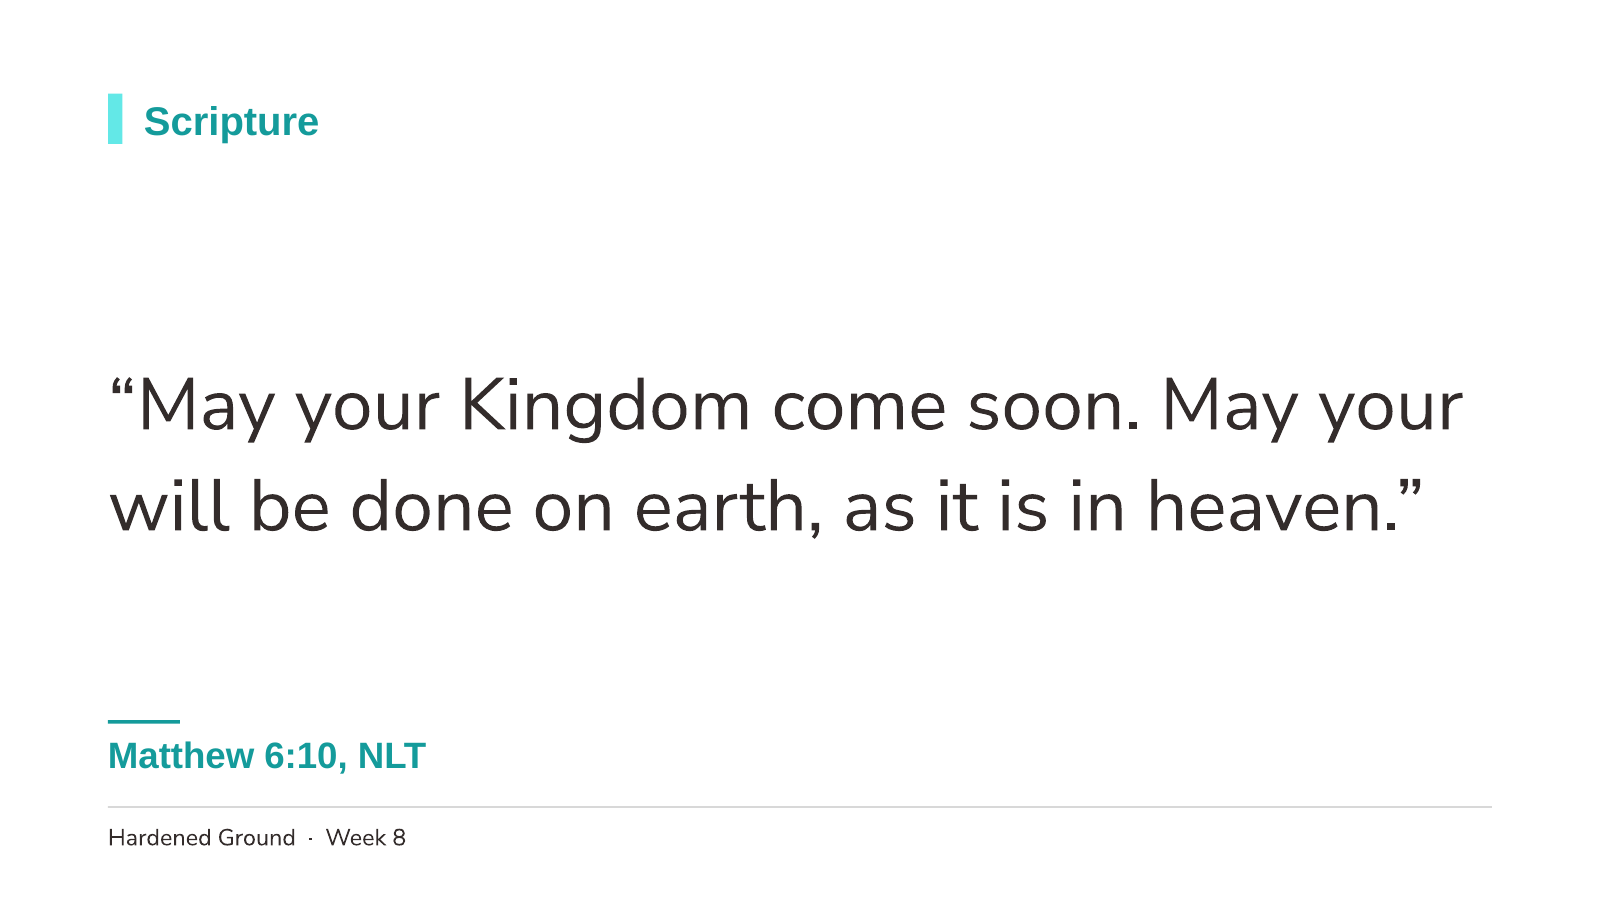 Scripture
“May your Kingdom come soon. May your
will be done on earth, as it is in heaven.”
Matthew 6:10, NLT
Hardened Ground · Week 8